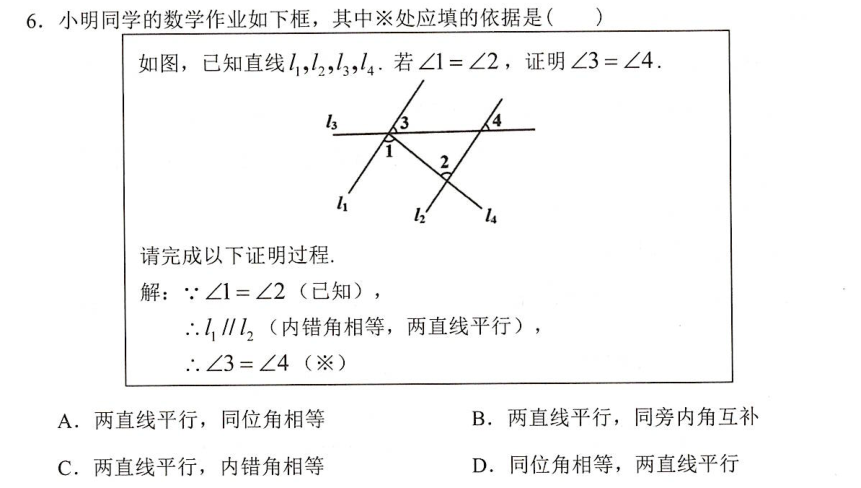 6. 小明同学的数学作业如下框，其中※处应填的依据是(　　)
如图，已知直线l₁,l₂,l₃,l₄. 若∠1=∠2，证明∠3=∠4.
l₃ 3 4
1 2
l₁ l₂ l₄
请完成以下证明过程.
解：∵∠1=∠2（已知），
∴l₁//l₂（内错角相等，两直线平行），
∴∠3=∠4（※）
A. 两直线平行，同位角相等 B. 两直线平行，同旁内角互补
C. 两直线平行，内错角相等 D. 同位角相等，两直线平行